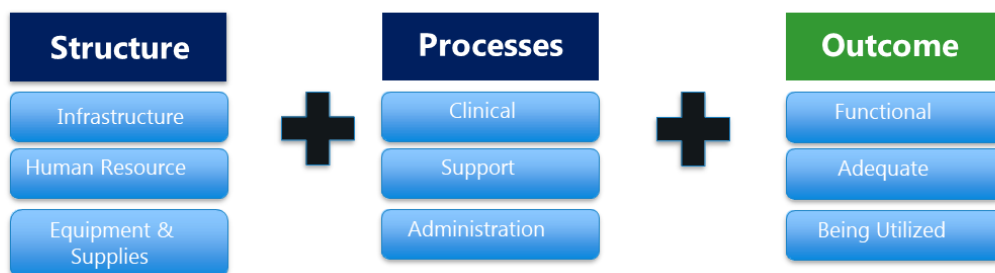 Structure
Infrastructure
Human Resource
Equipment &
Supplies
Processes
Clinical
Support
Administration
Outcome
Functional
Adequate
Being Utilized